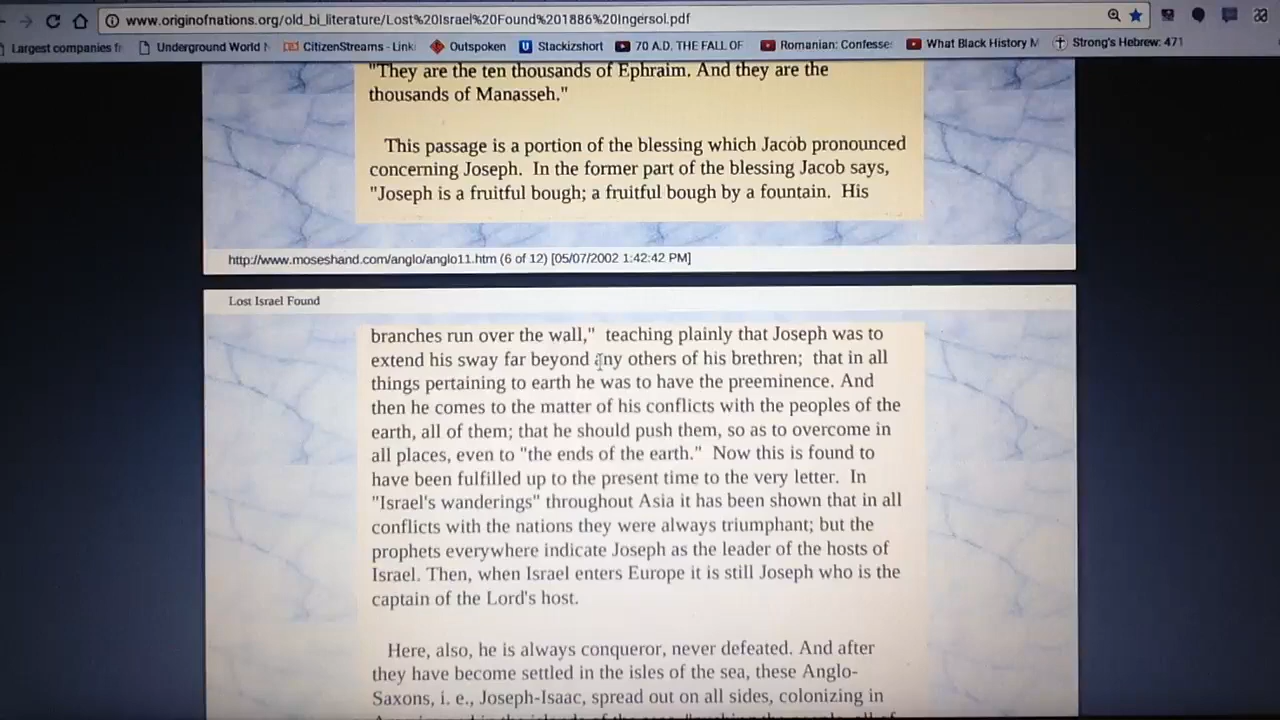 www.originofnations.org/old_bi_literature/Lost%20Israel%20Found%201886%20Ingersol.pdf
Largest companies fr
Underground World N
CitizenStreams - Link
Outspoken
Stackizshort
70 A.D. THE FALL OF
Romanian: Confesse
What Black History M
Strong's Hebrew: 471
"They are the ten thousands of Ephraim. And they are the
thousands of Manasseh."
This passage is a portion of the blessing which Jacob pronounced
concerning Joseph. In the former part of the blessing Jacob says,
"Joseph is a fruitful bough; a fruitful bough by a fountain. His
http://www.moseshand.com/anglo/anglo11.htm (6 of 12) [05/07/2002 1:42:42 PM]
Lost Israel Found
branches run over the wall," teaching plainly that Joseph was to
extend his sway far beyond any others of his brethren; that in all
things pertaining to earth he was to have the preeminence. And
then he comes to the matter of his conflicts with the peoples of the
earth, all of them; that he should push them, so as to overcome in
all places, even to "the ends of the earth." Now this is found to
have been fulfilled up to the present time to the very letter. In
"Israel's wanderings" throughout Asia it has been shown that in all
conflicts with the nations they were always triumphant; but the
prophets everywhere indicate Joseph as the leader of the hosts of
Israel. Then, when Israel enters Europe it is still Joseph who is the
captain of the Lord's host.
Here, also, he is always conqueror, never defeated. And after
they have become settled in the isles of the sea, these Anglo-
Saxons, i. e., Joseph-Isaac, spread out on all sides, colonizing in